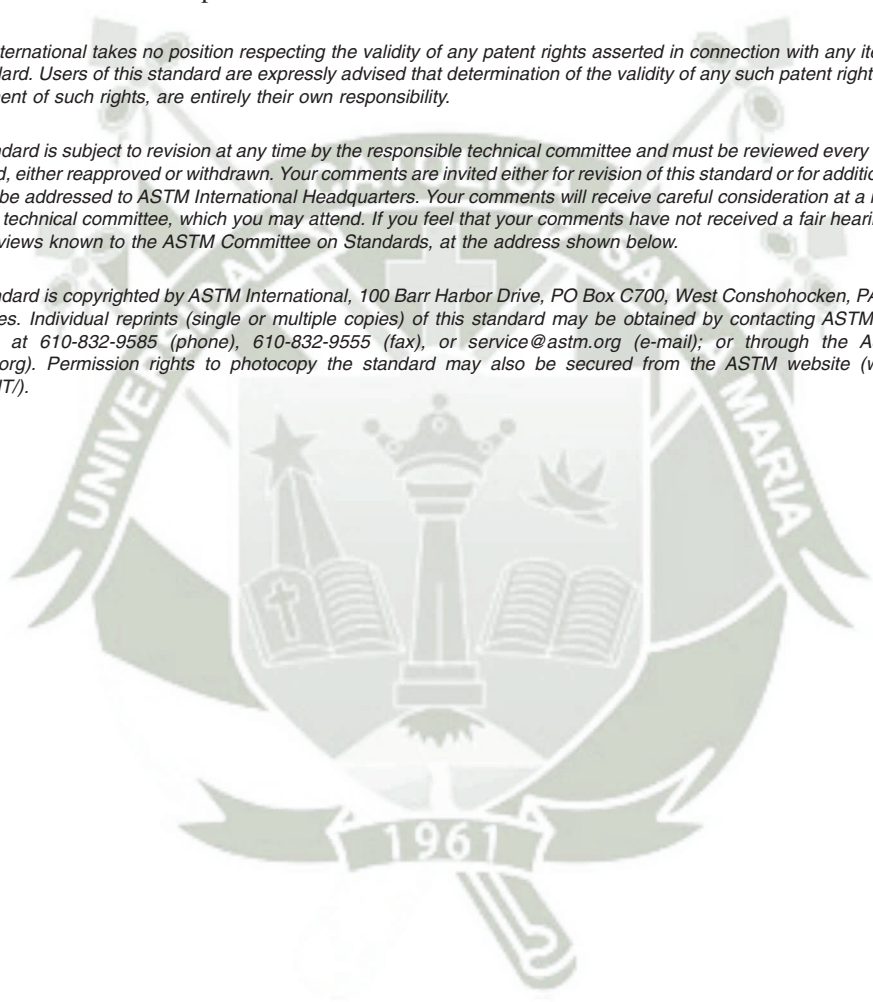 ternational takes no position respecting the validity of any patent rights asserted in connection with any ite
lard. Users of this standard are expressly advised that determination of the validity of any such patent right
ent of such rights, are entirely their own responsibility.
ndard is subject to revision at any time by the responsible technical committee and must be reviewed every
d, either reapproved or withdrawn. Your comments are invited either for revision of this standard or for additio
be addressed to ASTM International Headquarters. Your comments will receive careful consideration at a
technical committee, which you may attend. If you feel that your comments have not received a fair heari
views known to the ASTM Committee on Standards, at the address shown below.
ndard is copyrighted by ASTM International, 100 Barr Harbor Drive, PO Box C700, West Conshohocken, PA
es. Individual reprints (single or multiple copies) of this standard may be obtained by contacting ASTM
at 610-832-9585 (phone), 610-832-9555 (fax), or service@astm.org (e-mail); or through the A
org). Permission rights to photocopy the standard may also be secured from the ASTM website (w
IT/).
MARIA
1961